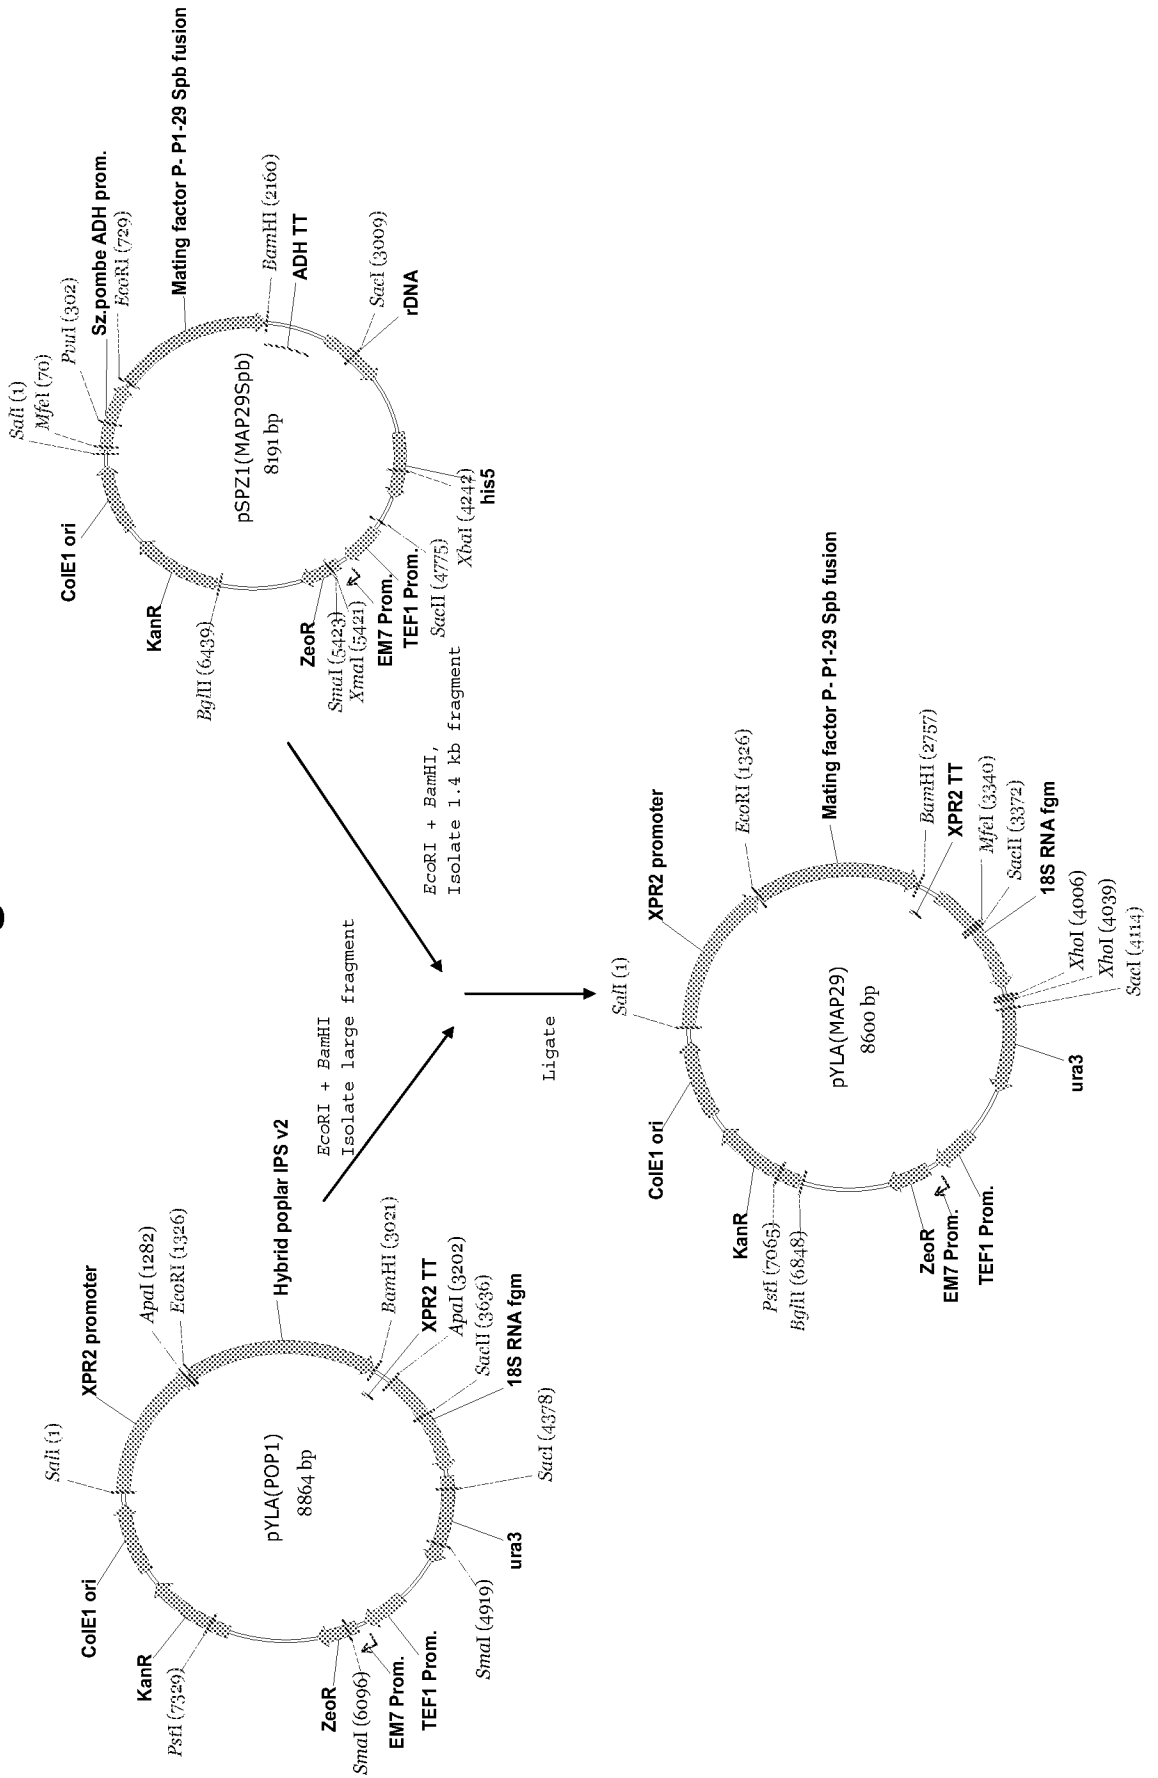 XPR2 promoter
SalI (1)
ApaI (1282)
EcoRI (1326)
ColE1 ori
Hybrid poplar IPS v2
KanR
PstI (7329)
pYLA(POP1)
8864 bp
BamHI (3021)
XPR2 TT
ApaI (3202)
SacII (3636)
18S RNA fgm
ZeoR
SmaI (6096)
EM7 Prom.
TEF1 Prom.
SacI (4378)
ura3
SmaI (4919)
EcoRI + BamHI
Isolate large fragment
SalI (1)
MfeI (70)
PvuI (302)
Sz.pombe ADH prom.
EcoRI (729)
ColE1 ori
Mating factor P- P1-29 Spb fusion
KanR
BglII (6439)
pSPZ1(MAP29Spb)
8191 bp
BamHI (2160)
ADH TT
ZeoR
SmaI (5423)
XmaI (5421)
EM7 Prom.
TEF1 Prom.
SacII (4775)
SacI (3009)
rDNA
XbaI (4242)
his5
EcoRI + BamHI,
Isolate 1.4 kb fragment
Ligate
SalI (1)
XPR2 promoter
EcoRI (1326)
ColE1 ori
Mating factor P- P1-29 Spb fusion
KanR
PstI (7065)
BglII (6848)
pYLA(MAP29)
8600 bp
BamHI (2757)
XPR2 TT
MfeI (3340)
SacII (3372)
18S RNA fgm
ZeoR
EM7 Prom.
TEF1 Prom.
XhoI (4006)
XhoI (4039)
SacI (4114)
ura3